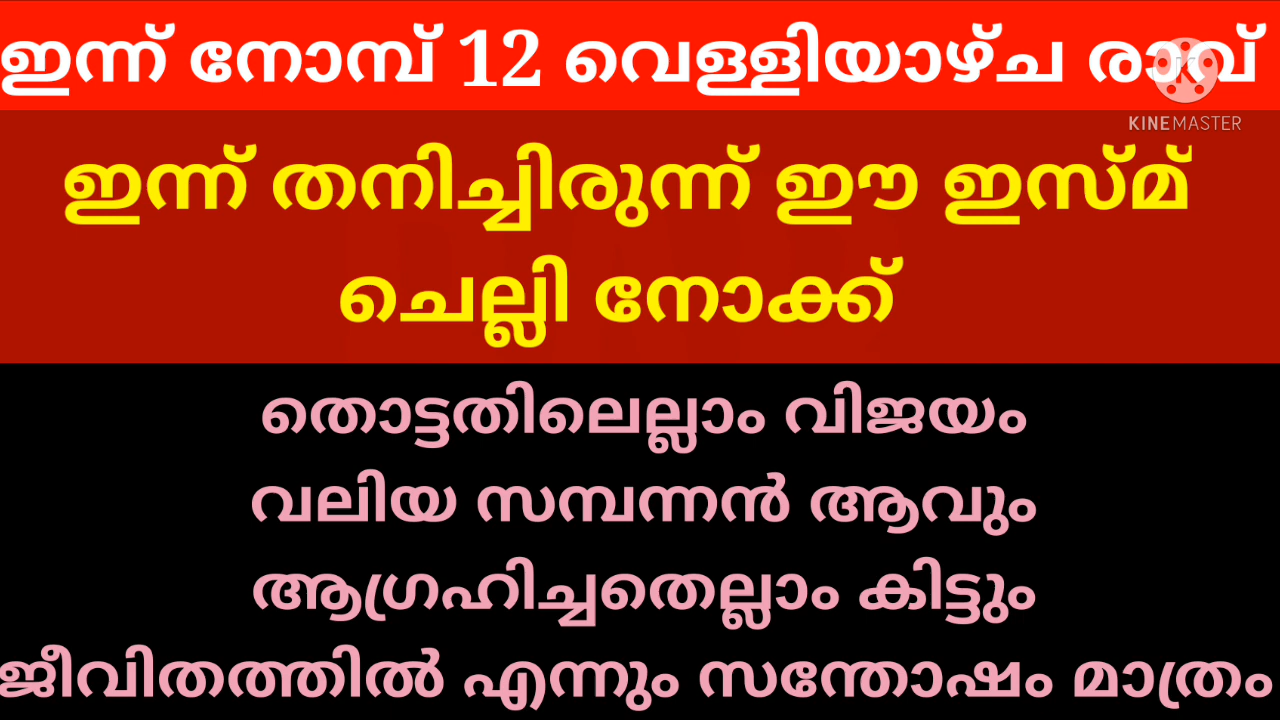 ഇന്ന് നോമ്പ് 12 വെള്ളിയാഴ്ച രാവ്
KINEMASTER
ഇന്ന് തനിച്ചിരുന്ന് ഈ ഇസ്മ്
ചെല്ലി നോക്ക്
തൊട്ടതിലെല്ലാം വിജയം
വലിയ സമ്പന്നൻ ആവും
ആഗ്രഹിച്ചതെല്ലാം കിട്ടും
ജീവിതത്തിൽ എന്നും സന്തോഷം മാത്രം